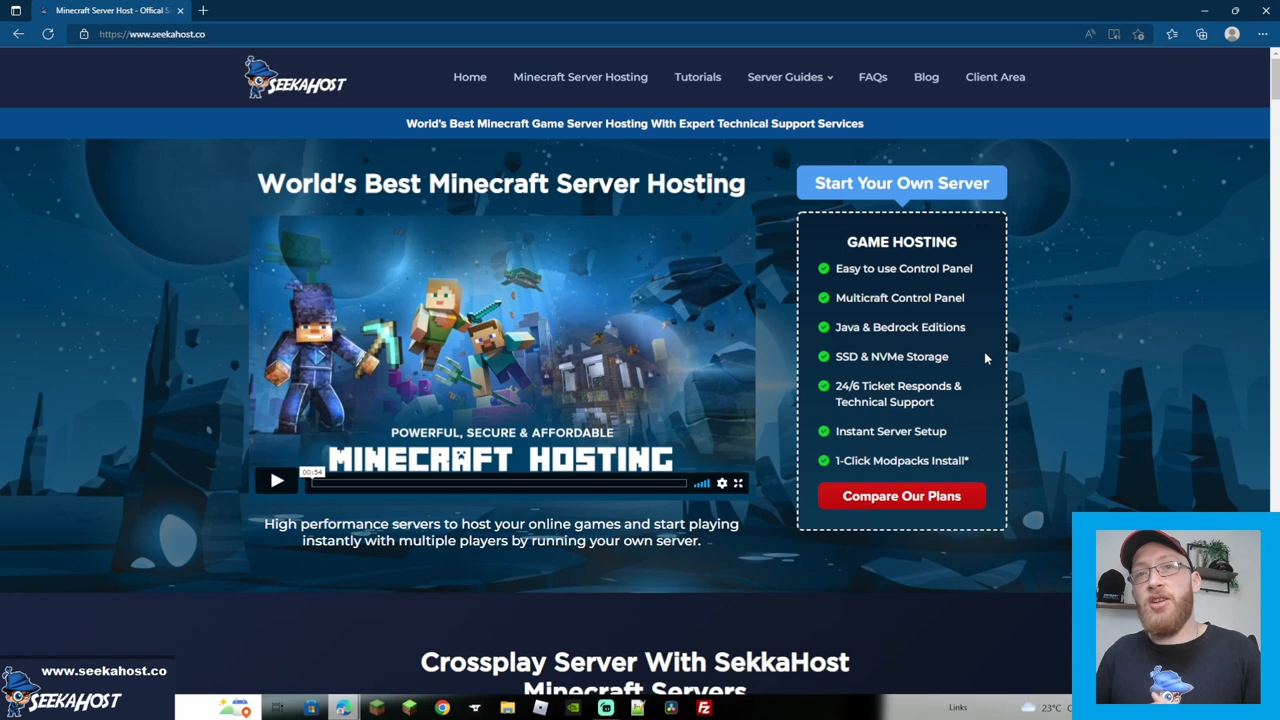 Minecraft Server Host - Offical S
https://www.seekahost.co
SEEKAHOST
Home
Minecraft Server Hosting
Tutorials
Server Guides
FAQs
Blog
Client Area
World's Best Minecraft Game Server Hosting With Expert Technical Support Services
World's Best Minecraft Server Hosting
Start Your Own Server
GAME HOSTING
Easy to use Control Panel
Multicraft Control Panel
Java & Bedrock Editions
SSD & NVMe Storage
24/6 Ticket Responds &
Technical Support
Instant Server Setup
1-Click Modpacks Install*
Compare Our Plans
POWERFUL, SECURE & AFFORDABLE
MINECRAFT HOSTING
00:54
High performance servers to host your online games and start playing
instantly with multiple players by running your own server.
Crossplay Server With SekkaHost
Minecraft Servers
www.seekahost.co
SEEKAHOST
Links
23°C